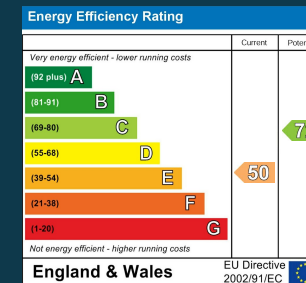 Energy Efficiency Rating
Current
Very energy efficient - lower running costs
(92 plus) A
(81-91) B
(69-80) C
(55-68) D
(39-54) E
50
(21-38) F
(1-20) G
Not energy efficient - higher running costs
England & Wales
EU Directive
2002/91/EC